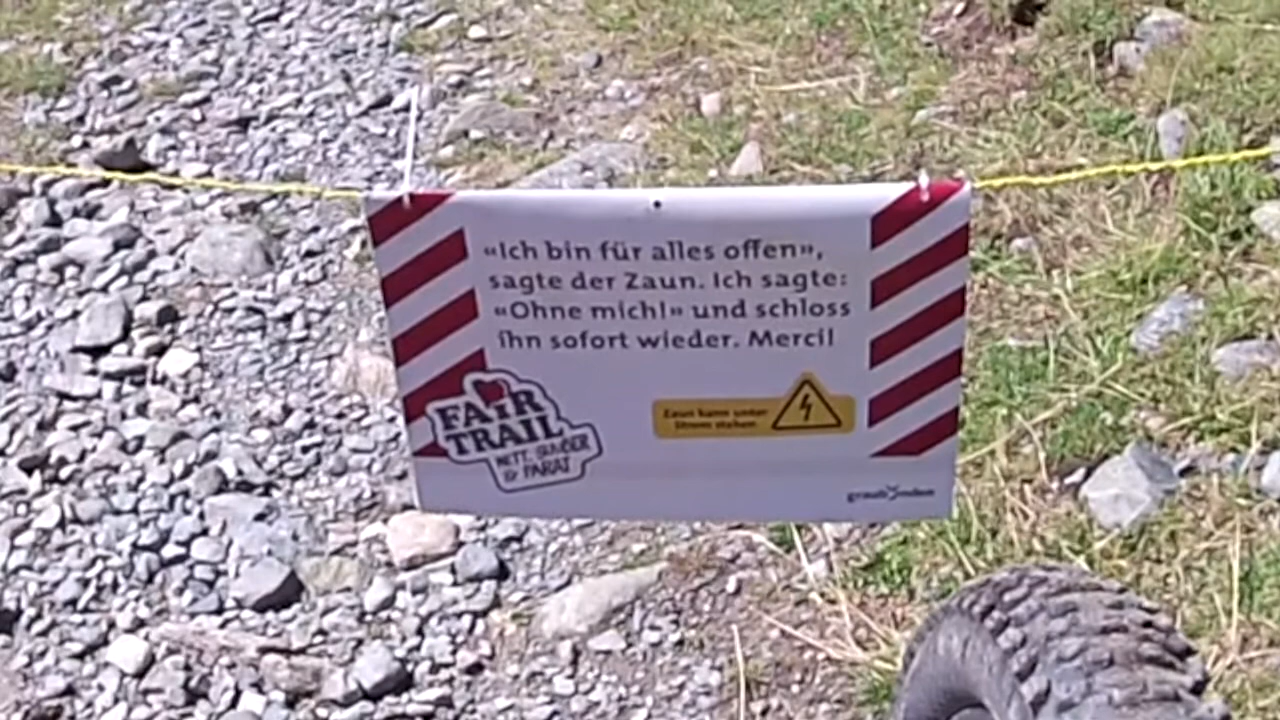 «Ich bin für alles offen»,
sagte der Zaun. Ich sagte:
«Ohne mich!» und schloss
ihn sofort wieder. Merci!
FAIR
TRAIL
NETT, SUUBER
& PARAT
Zaun kann unter
Strom stehen
graubünden